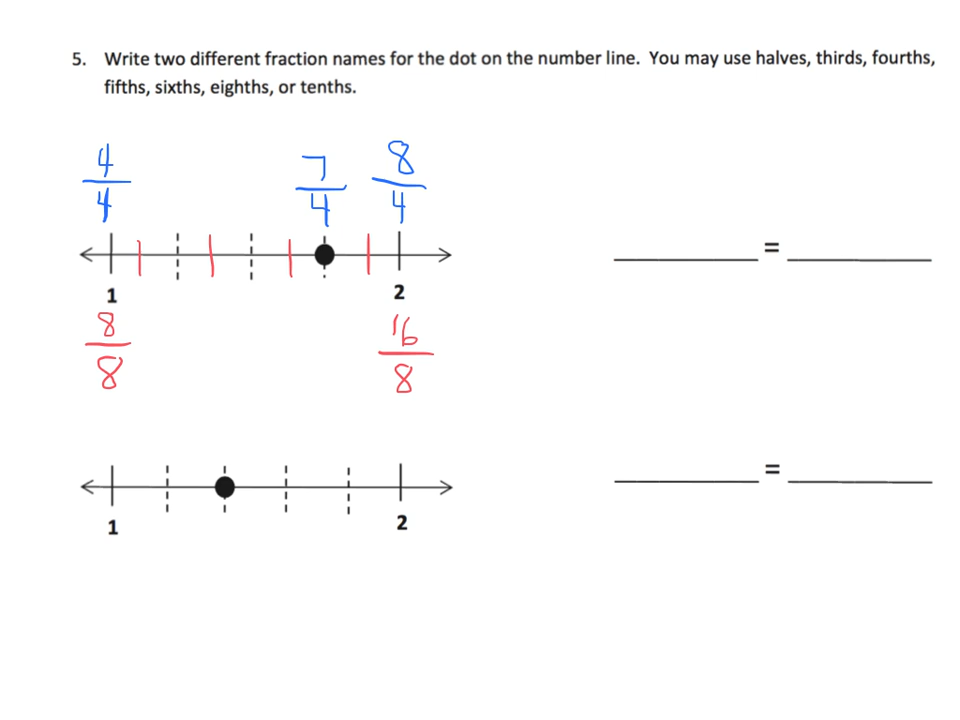 5. Write two different fraction names for the dot on the number line. You may use halves, thirds, fourths,
fifths, sixths, eighths, or tenths.
4/4 7/4 8/4
=
1 2
8/8 16/8
=
1 2